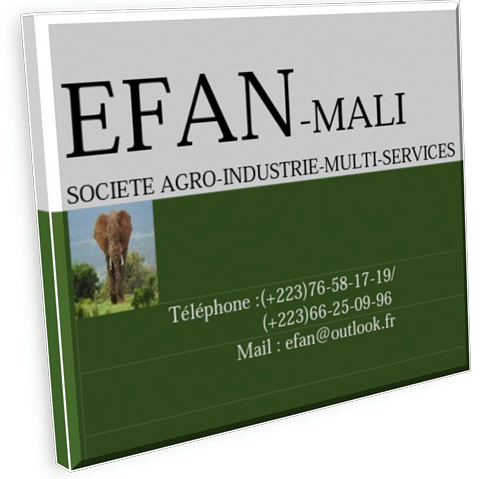 EFAN-MALI
SOCIETE AGRO-INDUSTRIE-MULTI-SERVICES
Téléphone :(+223)76-58-17-19/
(+223)66-25-09-96
Mail : efan@outlook.fr